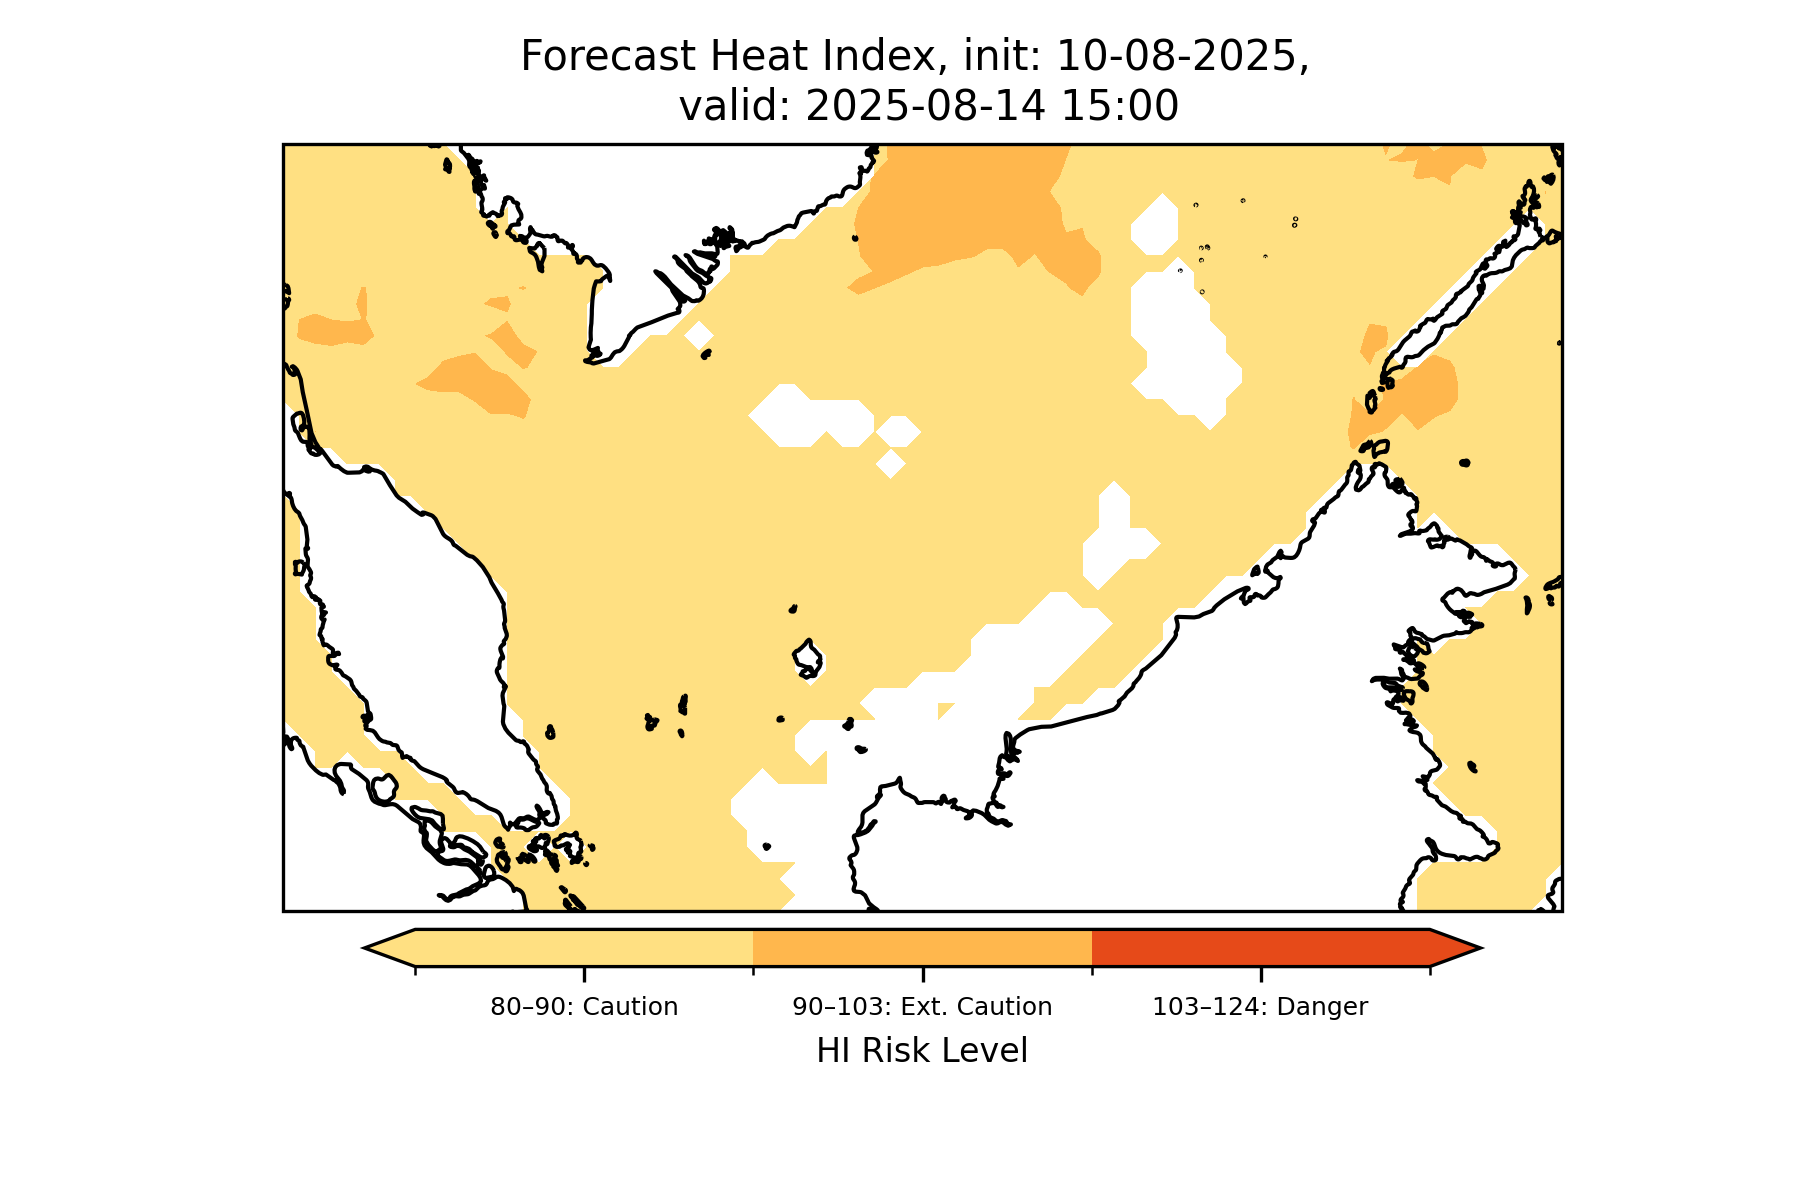 Forecast Heat Index, init: 10-08-2025,
valid: 2025-08-14 15:00
80–90: Caution
90–103: Ext. Caution
103–124: Danger
HI Risk Level